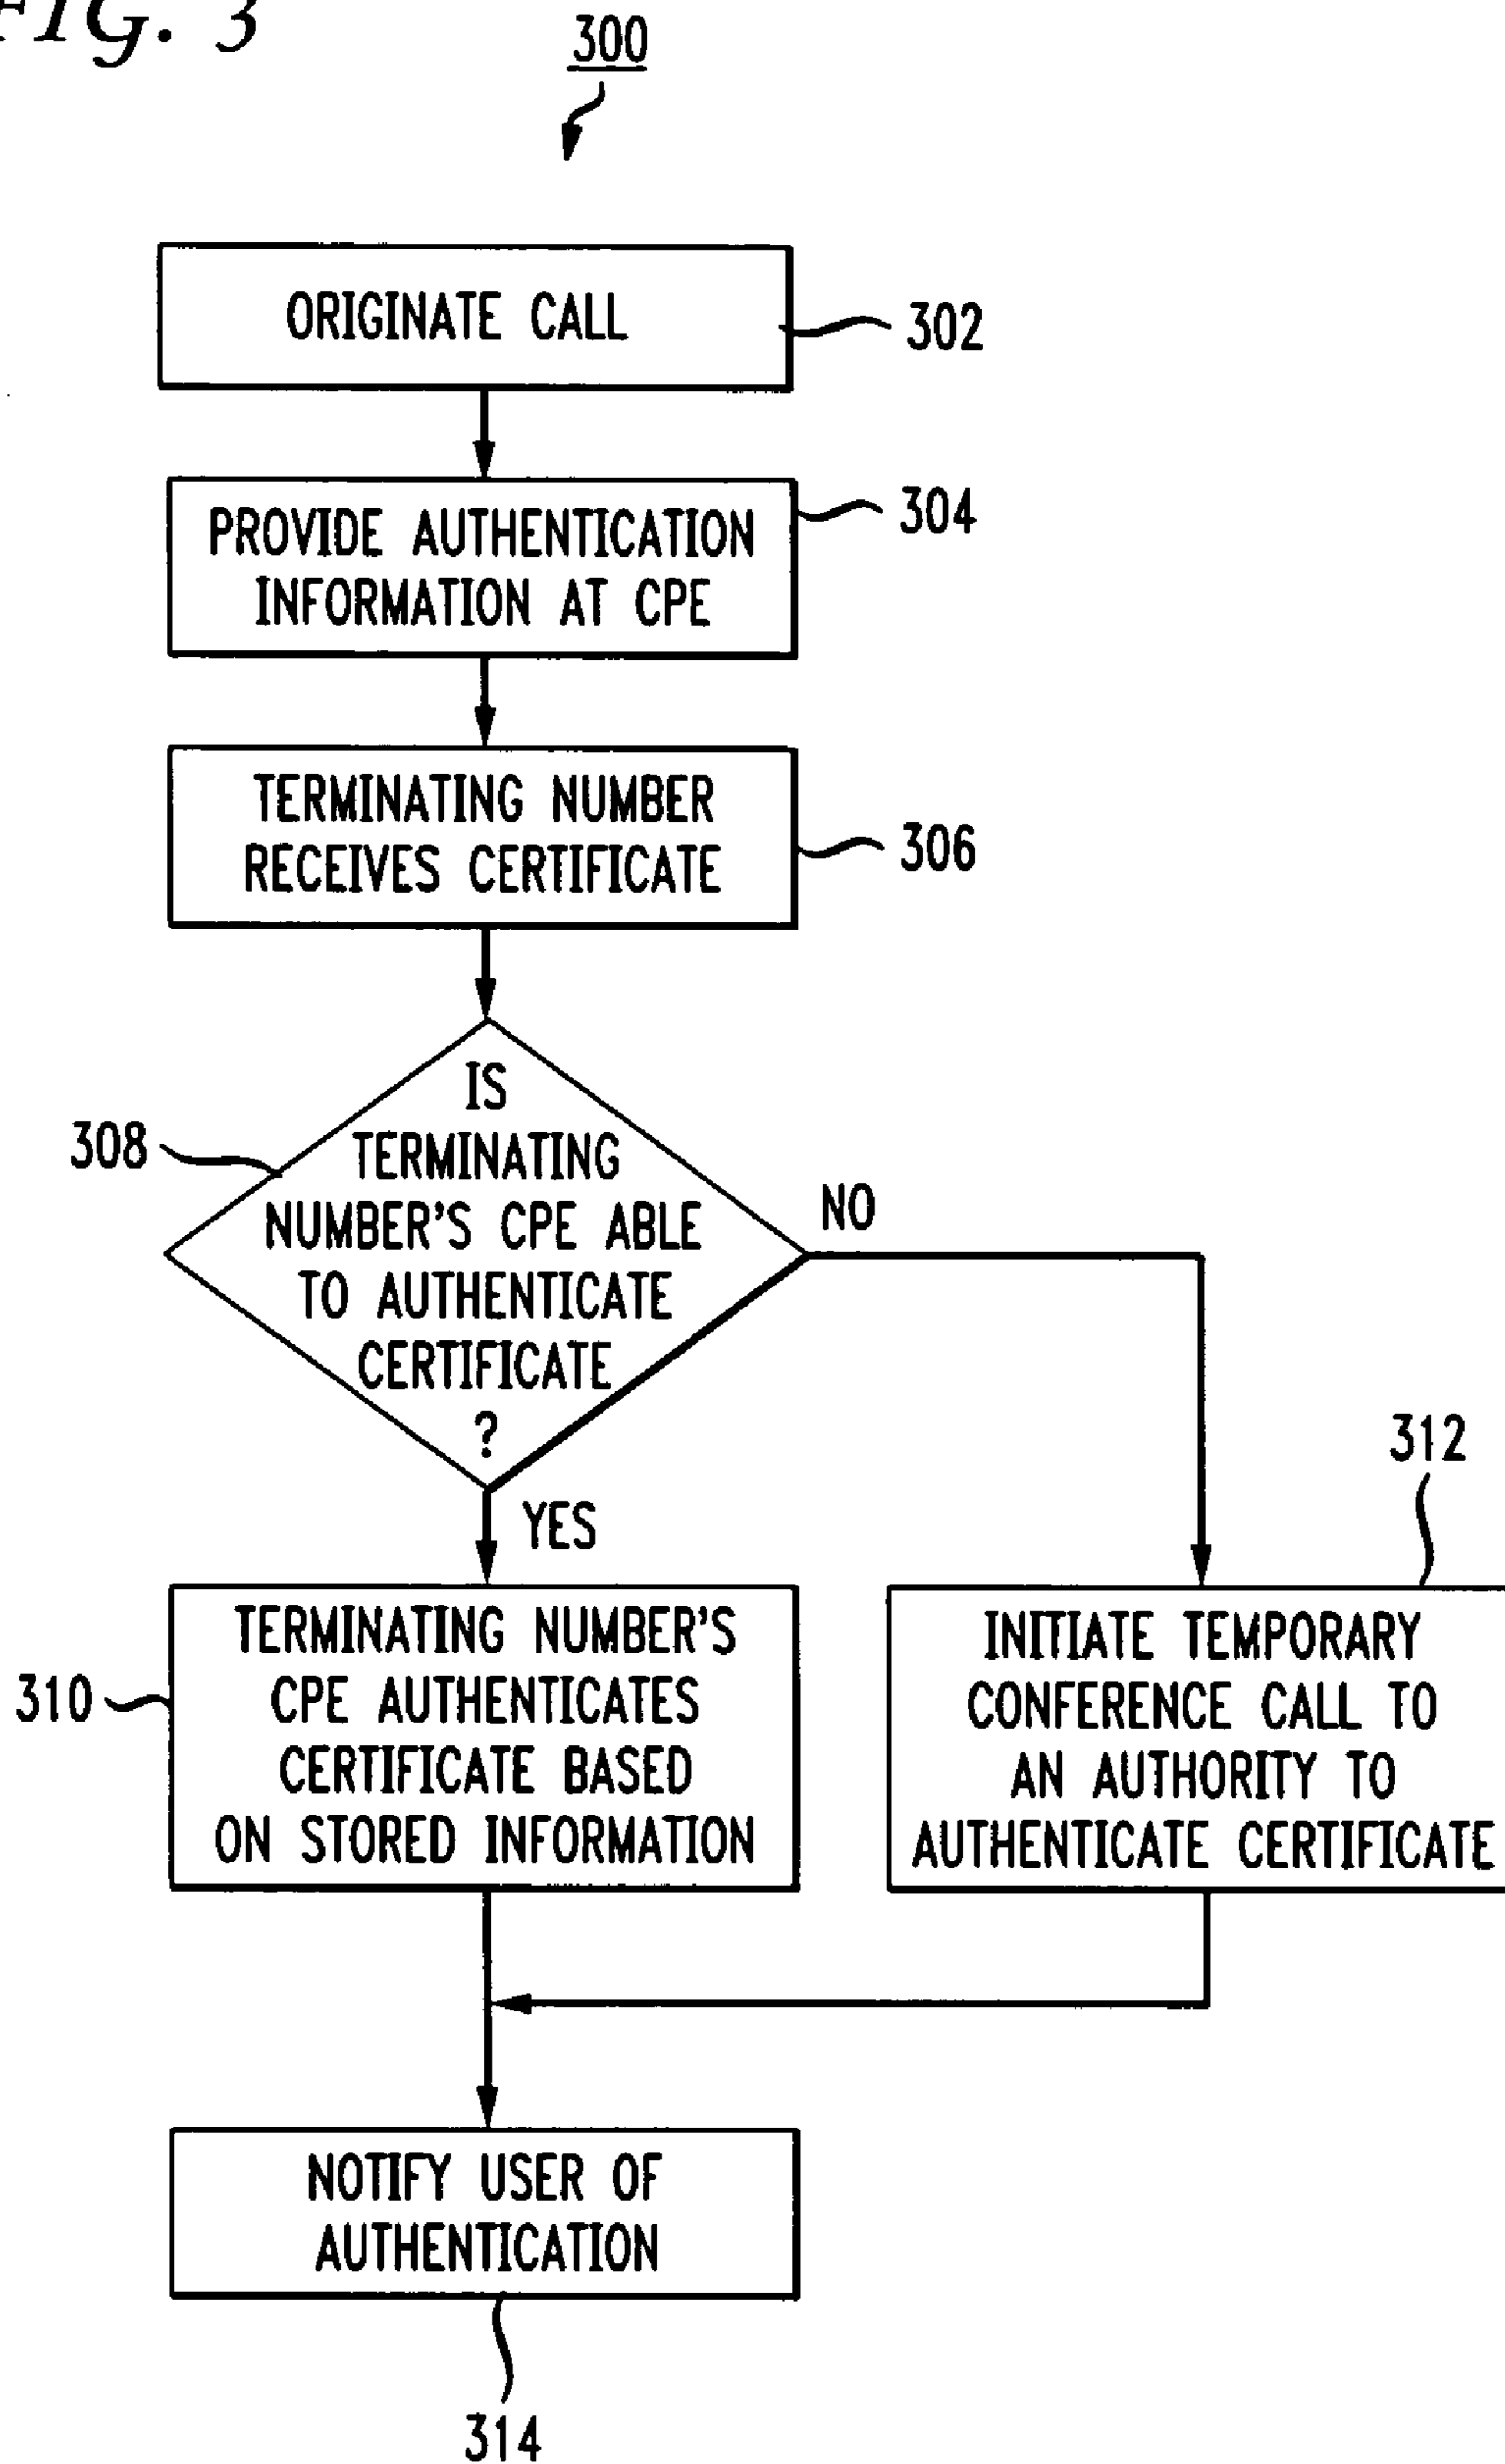 FIG. 3
300
ORIGINATE CALL
302
PROVIDE AUTHENTICATION
INFORMATION AT CPE
304
TERMINATING NUMBER
RECEIVES CERTIFICATE
306
308
IS
TERMINATING
NUMBER'S CPE ABLE
TO AUTHENTICATE
CERTIFICATE
?
NO
YES
310
TERMINATING NUMBER'S
CPE AUTHENTICATES
CERTIFICATE BASED
ON STORED INFORMATION
312
INITIATE TEMPORARY
CONFERENCE CALL TO
AN AUTHORITY TO
AUTHENTICATE CERTIFICATE
NOTIFY USER OF
AUTHENTICATION
314